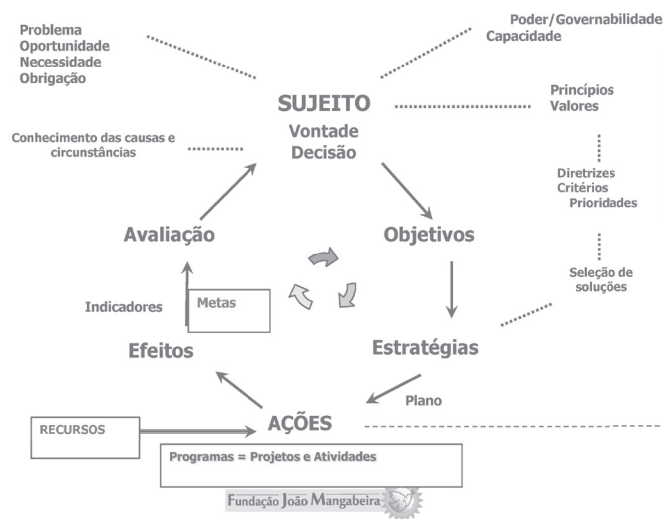 Problema
Oportunidade
Necessidade
Obrigação
Poder/Governabilidade
Capacidade
SUJEITO
Vontade
Decisão
Princípios
Valores
Conhecimento das causas e
circunstâncias
Diretrizes
Critérios
Prioridades
Avaliação
Objetivos
Seleção de
soluções
Indicadores
Metas
Efeitos
Estratégias
Plano
RECURSOS
AÇÕES
Programas = Projetos e Atividades
Fundação João Mangabeira